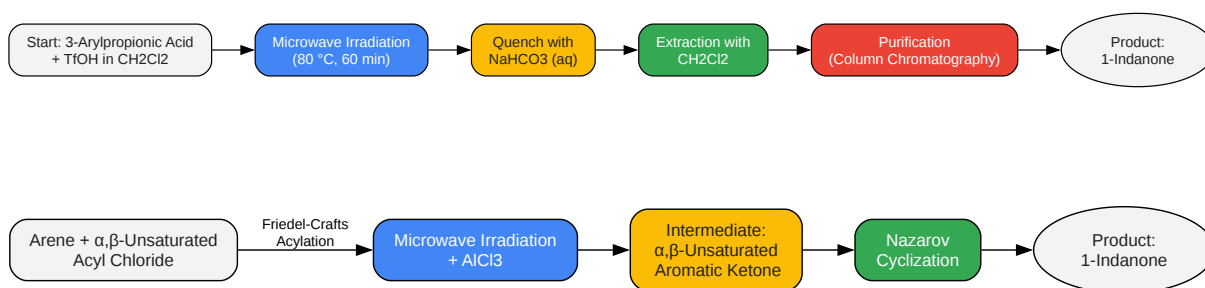 Start: 3-Arylpropionic Acid
+ TfOH in CH2Cl2
Microwave Irradiation
(80 °C, 60 min)
Quench with
NaHCO3 (aq)
Extraction with
CH2Cl2
Purification
(Column Chromatography)
Product:
1-Indanone
Arene + α,β-Unsaturated
Acyl Chloride
Friedel-Crafts
Acylation
Microwave Irradiation
+ AlCl3
Intermediate:
α,β-Unsaturated
Aromatic Ketone
Nazarov
Cyclization
Product:
1-Indanone